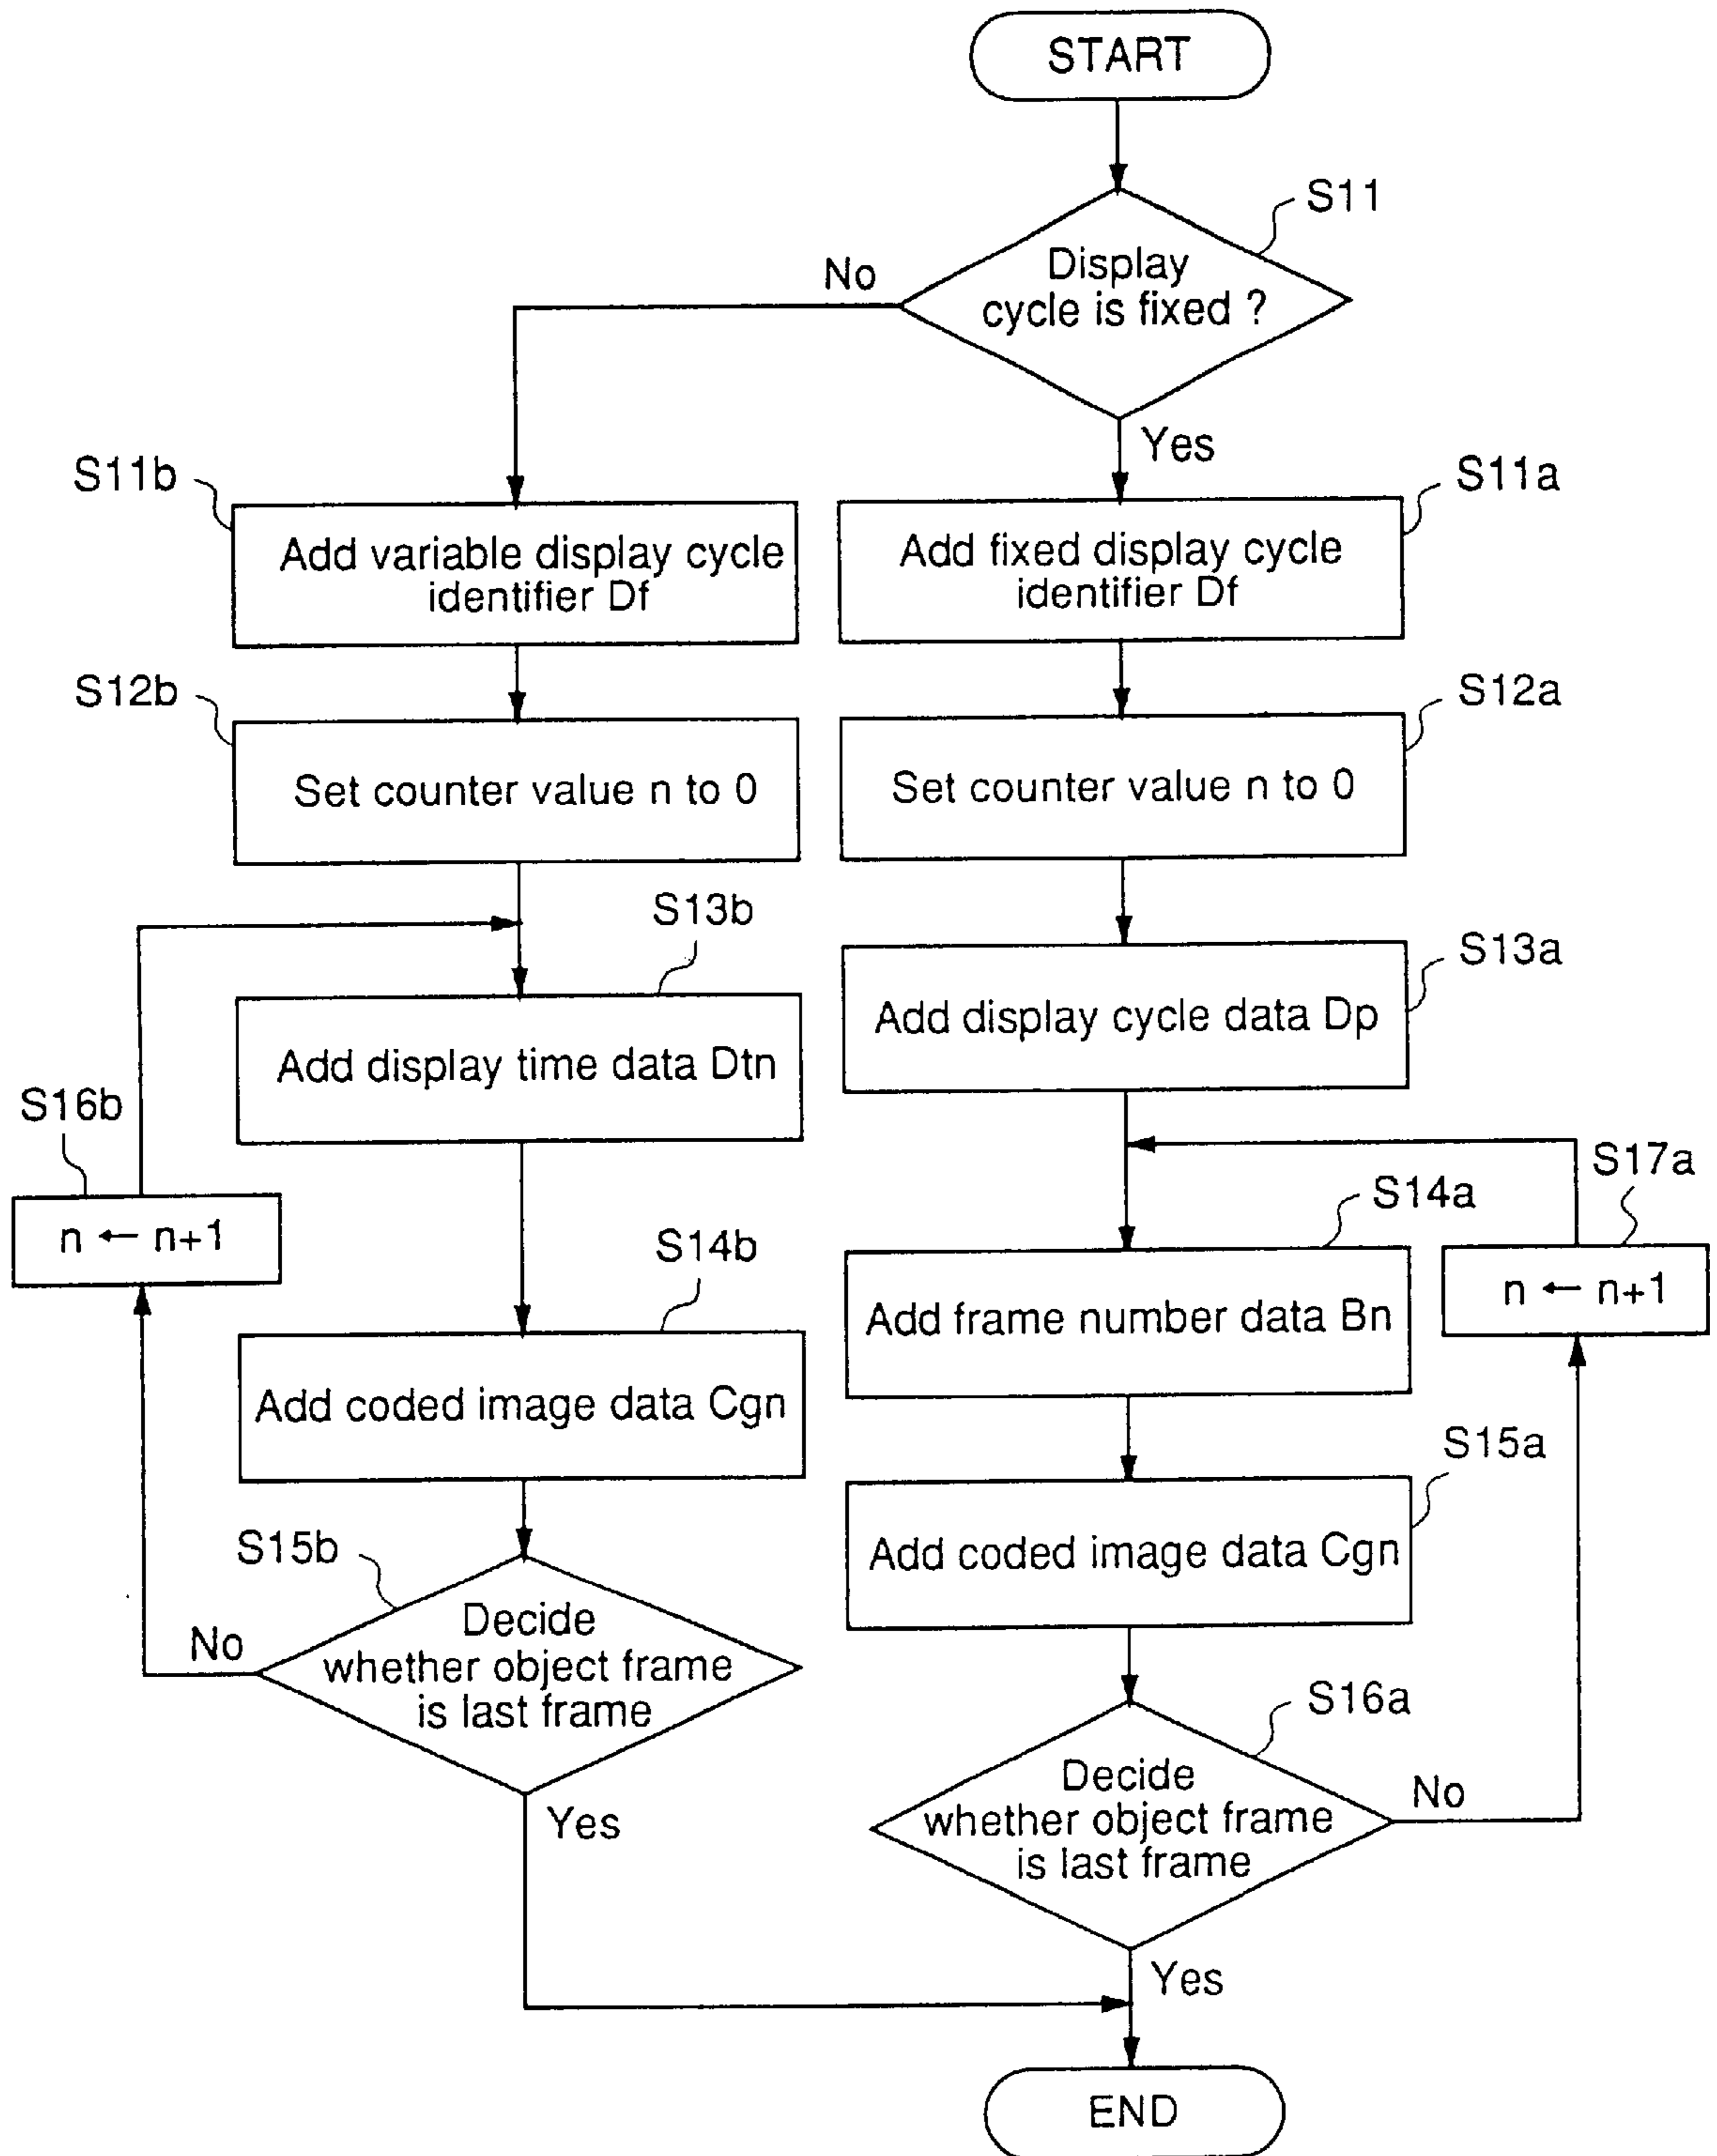 START
S11
Display
cycle is fixed ?
No
Yes
S11b
S11a
Add variable display cycle
identifier Df
Add fixed display cycle
identifier Df
S12b
S12a
Set counter value n to 0
Set counter value n to 0
S13b
S13a
Add display cycle data Dp
Add display time data Dtn
S16b
S17a
S14a
n ← n+1
S14b
n ← n+1
Add frame number data Bn
Add coded image data Cgn
S15a
S15b
Add coded image data Cgn
Decide
whether object frame
is last frame
No
S16a
Decide
whether object frame
is last frame
No
Yes
Yes
END